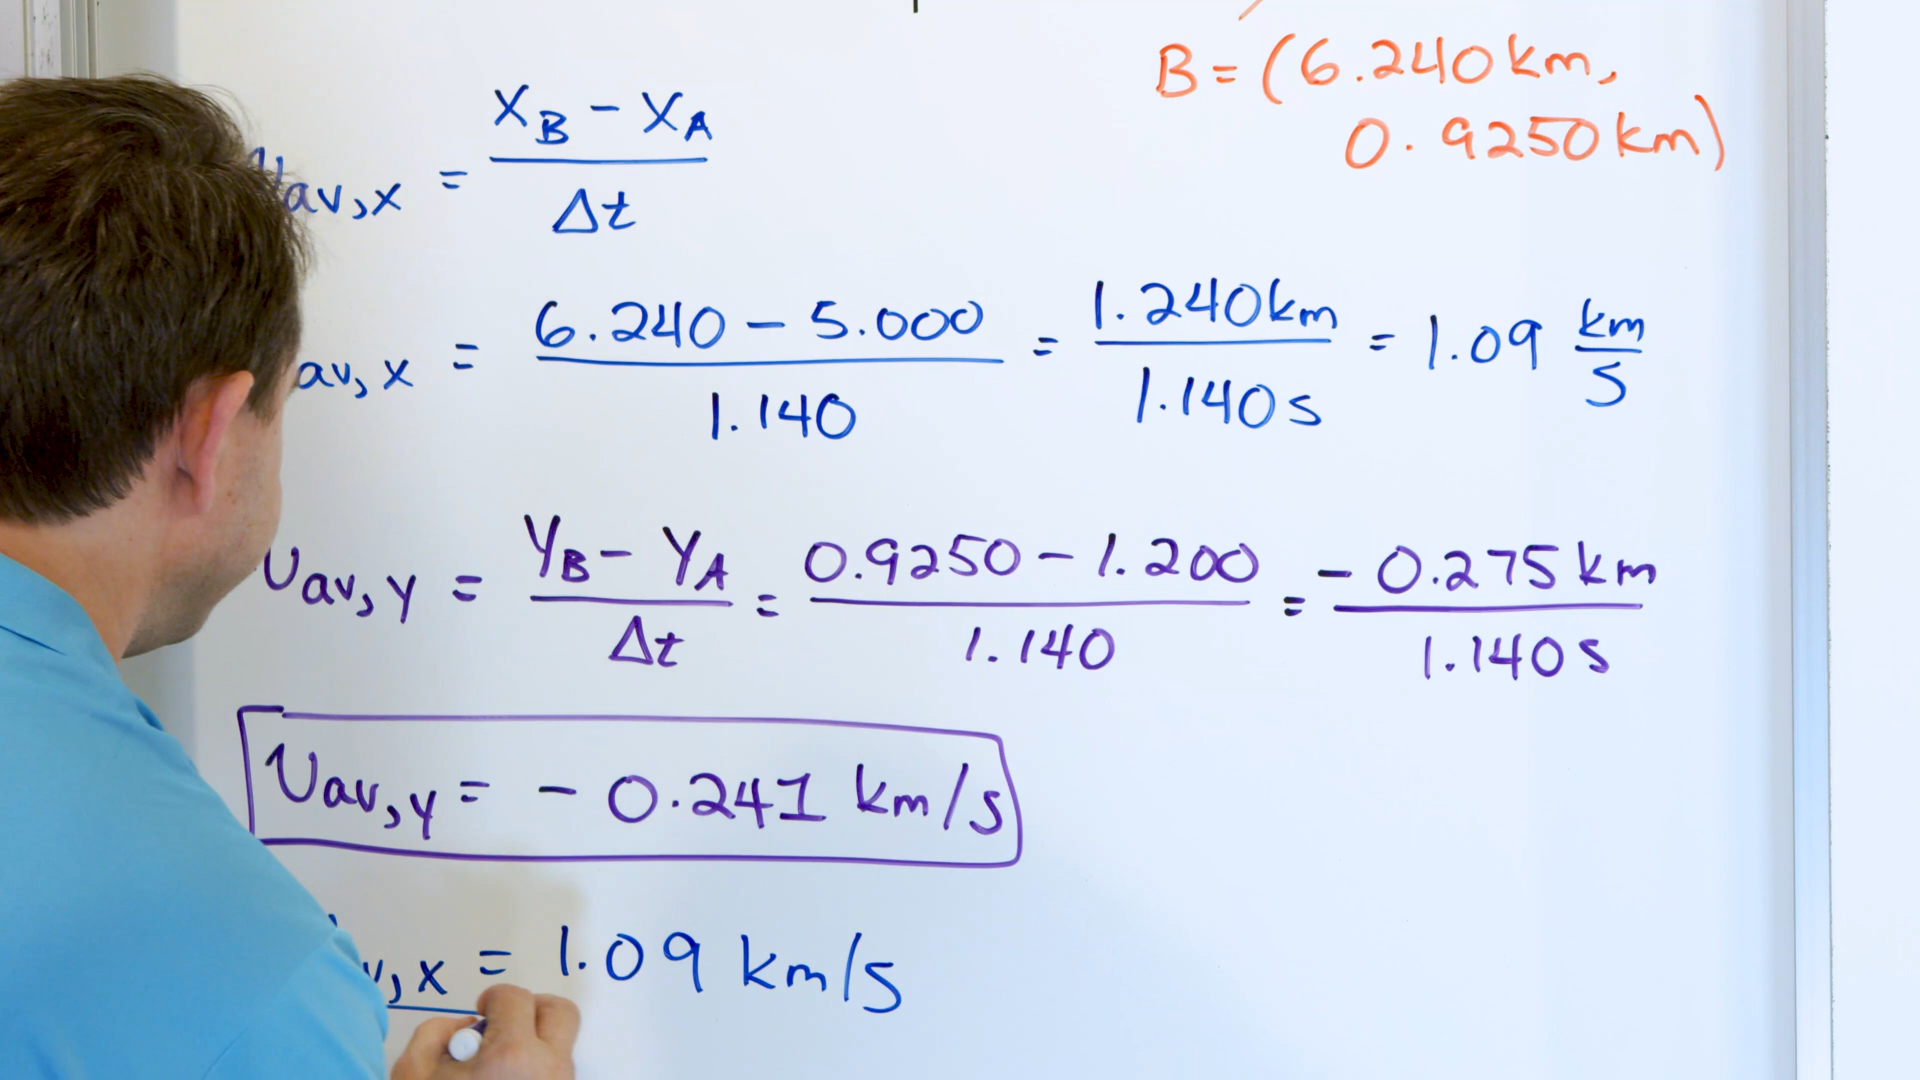 B = (6.240 km,
0.9250 km)
av,x = (X_B - X_A) / Δt
av,x = (6.240 - 5.000) / 1.140 = 1.240 km / 1.140 s = 1.09 km/s
υav,y = (Y_B - Y_A) / Δt = (0.9250 - 1.200) / 1.140 = -0.275 km / 1.140 s
υav,y = -0.241 km/s
v,x = 1.09 km/s